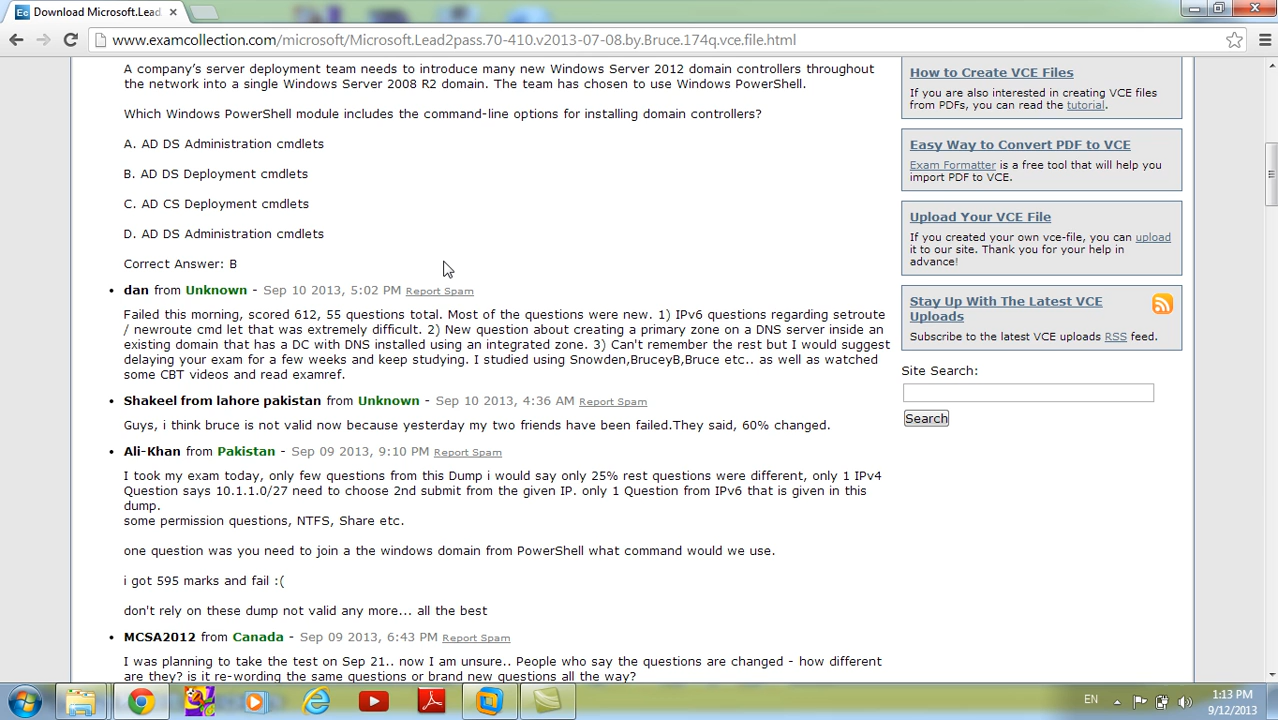 Download Microsoft.Lead
www.examcollection.com/microsoft/Microsoft.Lead2pass.70-410.v2013-07-08.by.Bruce.174q.vce.file.html
A company's server deployment team needs to introduce many new Windows Server 2012 domain controllers throughout
the network into a single Windows Server 2008 R2 domain. The team has chosen to use Windows PowerShell.
Which Windows PowerShell module includes the command-line options for installing domain controllers?
A. AD DS Administration cmdlets
B. AD DS Deployment cmdlets
C. AD CS Deployment cmdlets
D. AD DS Administration cmdlets
Correct Answer: B
dan from Unknown - Sep 10 2013, 5:02 PM Report Spam
Failed this morning, scored 612, 55 questions total. Most of the questions were new. 1) IPv6 questions regarding setroute
/ newroute cmd let that was extremely difficult. 2) New question about creating a primary zone on a DNS server inside an
existing domain that has a DC with DNS installed using an integrated zone. 3) Can't remember the rest but I would suggest
delaying your exam for a few weeks and keep studying. I studied using Snowden,BruceyB,Bruce etc.. as well as watched
some CBT videos and read examref.
Shakeel from lahore pakistan from Unknown - Sep 10 2013, 4:36 AM Report Spam
Guys, i think bruce is not valid now because yesterday my two friends have been failed.They said, 60% changed.
Ali-Khan from Pakistan - Sep 09 2013, 9:10 PM Report Spam
I took my exam today, only few questions from this Dump i would say only 25% rest questions were different, only 1 IPv4
Question says 10.1.1.0/27 need to choose 2nd submit from the given IP. only 1 Question from IPv6 that is given in this
dump.
some permission questions, NTFS, Share etc.
one question was you need to join a the windows domain from PowerShell what command would we use.
i got 595 marks and fail :(
don't rely on these dump not valid any more... all the best
MCSA2012 from Canada - Sep 09 2013, 6:43 PM Report Spam
I was planning to take the test on Sep 21.. now I am unsure.. People who say the questions are changed - how different
are they? is it re-wording the same questions or brand new questions all the way?
How to Create VCE Files
If you are also interested in creating VCE files
from PDFs, you can read the tutorial.
Easy Way to Convert PDF to VCE
Exam Formatter is a free tool that will help you
import PDF to VCE.
Upload Your VCE File
If you created your own vce-file, you can upload
it to our site. Thank you for your help in
advance!
Stay Up With The Latest VCE
Uploads
Subscribe to the latest VCE uploads RSS feed.
Site Search:
Search
EN
1:13 PM
9/12/2013